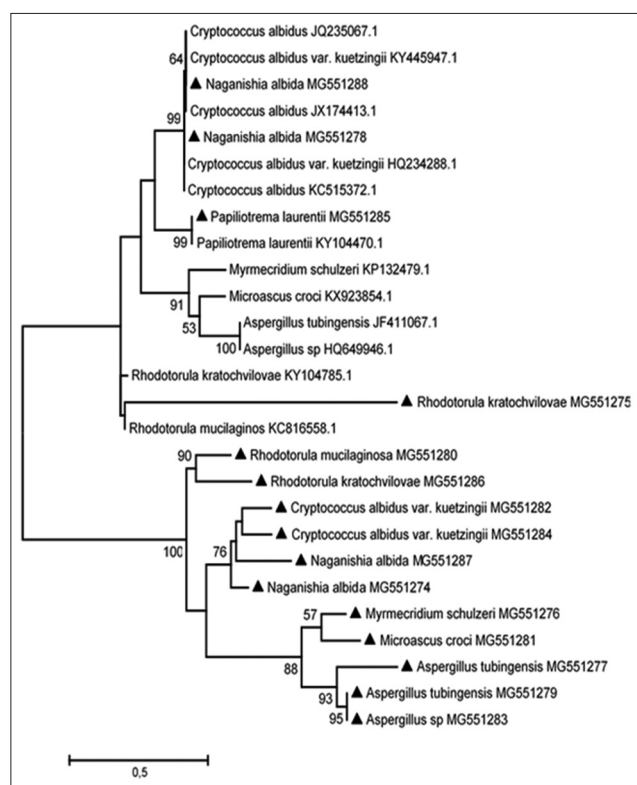 Cryptococcus albidus JQ235067.1
Cryptococcus albidus var. kuetzingii KY445947.1
64
▲ Naganishia albida MG551288
Cryptococcus albidus JX174413.1
99
▲ Naganishia albida MG551278
Cryptococcus albidus var. kuetzingii HQ234288.1
Cryptococcus albidus KC515372.1
▲ Papiliotrema laurentii MG551285
99
Papiliotrema laurentii KY104470.1
Myrmecridium schulzeri KP132479.1
91
Microascus croci KX923854.1
53
Aspergillus tubingensis JF411067.1
100
Aspergillus sp HQ649946.1
Rhodotorula kratochvilovae KY104785.1
▲ Rhodotorula kratochvilovae MG551275
Rhodotorula mucilaginos KC816558.1
90
▲ Rhodotorula mucilaginosa MG551280
▲ Rhodotorula kratochvilovae MG551286
▲ Cryptococcus albidus var. kuetzingii MG551282
▲ Cryptococcus albidus var. kuetzingii MG551284
100
76
▲ Naganishia albida MG551287
▲ Naganishia albida MG551274
57
▲ Myrmecridium schulzeri MG551276
▲ Microascus croci MG551281
88
▲ Aspergillus tubingensis MG551277
93
▲ Aspergillus tubingensis MG551279
95
▲ Aspergillus sp MG551283
0,5